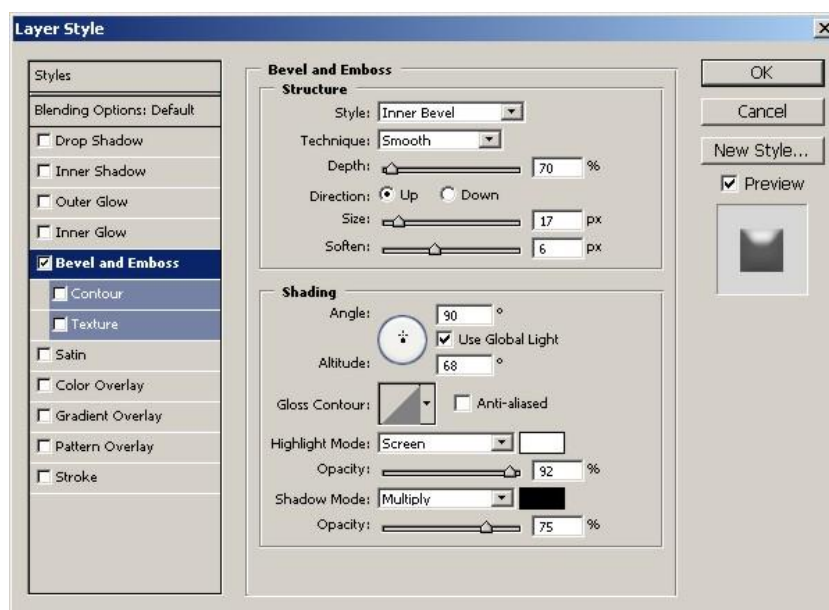 Layer Style
Styles
Blending Options: Default
Drop Shadow
Inner Shadow
Outer Glow
Inner Glow
Bevel and Emboss
Contour
Texture
Satin
Color Overlay
Gradient Overlay
Pattern Overlay
Stroke
Bevel and Emboss
Structure
Style: Inner Bevel
Technique: Smooth
Depth: 70 %
Direction: Up Down
Size: 17 px
Soften: 6 px
Shading
Angle: 90 °
Use Global Light
Altitude: 68 °
Gloss Contour: Anti-aliased
Highlight Mode: Screen
Opacity: 92 %
Shadow Mode: Multiply
Opacity: 75 %
OK
Cancel
New Style...
Preview